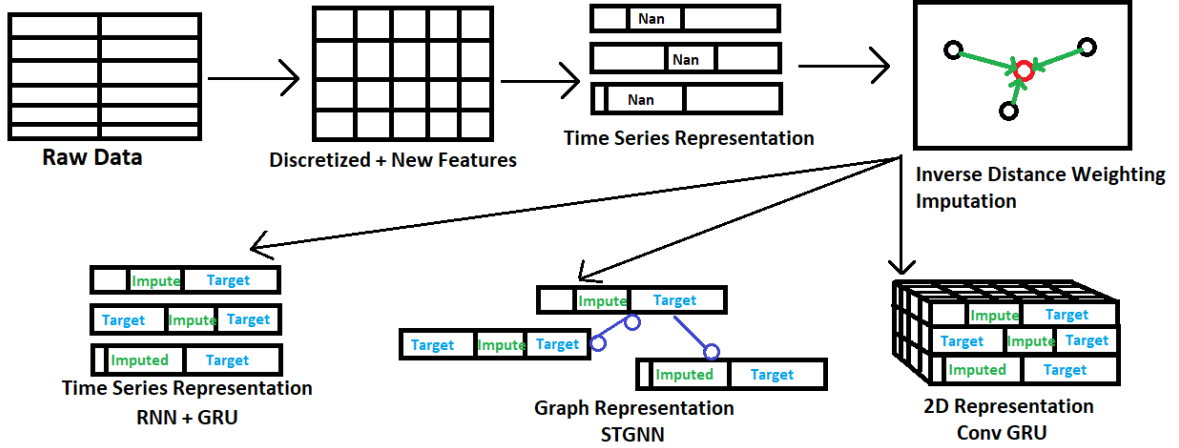 Nan
Nan
Nan
Raw Data
Discretized + New Features
Time Series Representation
Inverse Distance Weighting
Imputation
Impute Target
Target Impute Target
Imputed Target
Time Series Representation
RNN + GRU
Impute Target
Target Impute Target
Imputed Target
Graph Representation
STGNN
Impute Target
Target Impute Target
Imputed Target
2D Representation
Conv GRU